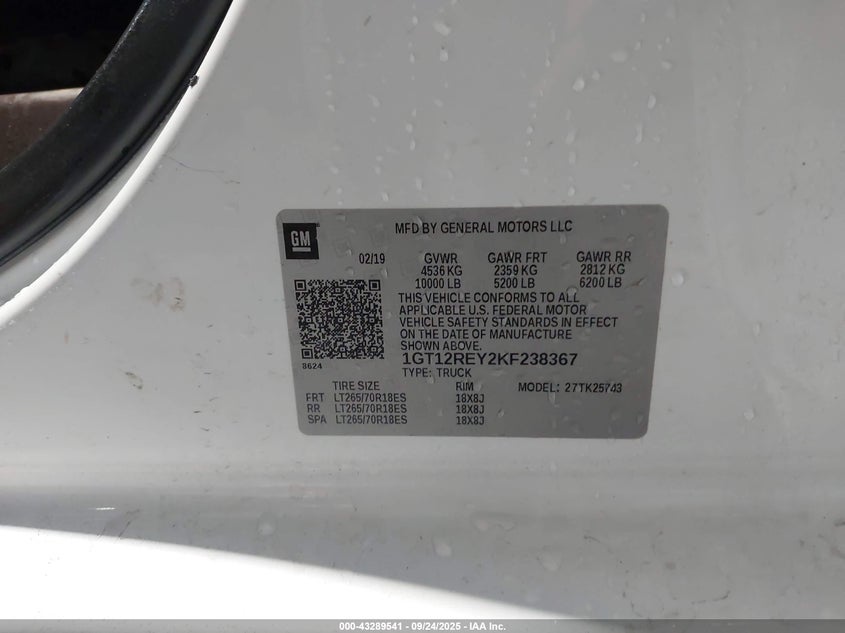 GM
MFD BY GENERAL MOTORS LLC
02/19 GVWR GAWR FRT GAWR RR
4536 KG 2359 KG 2812 KG
10000 LB 5200 LB 6200 LB
THIS VEHICLE CONFORMS TO ALL
APPLICABLE U.S. FEDERAL MOTOR
VEHICLE SAFETY STANDARDS IN EFFECT
ON THE DATE OF MANUFACTURE
SHOWN ABOVE.
8624
1GT12REY2KF238367
TYPE: TRUCK
TIRE SIZE RIM MODEL: 27TK25743
FRT LT265/70R18ES 18X8J
RR LT265/70R18ES 18X8J
SPA LT265/70R18ES 18X8J
000-43289541 - 09/24/2025 - IAA Inc.